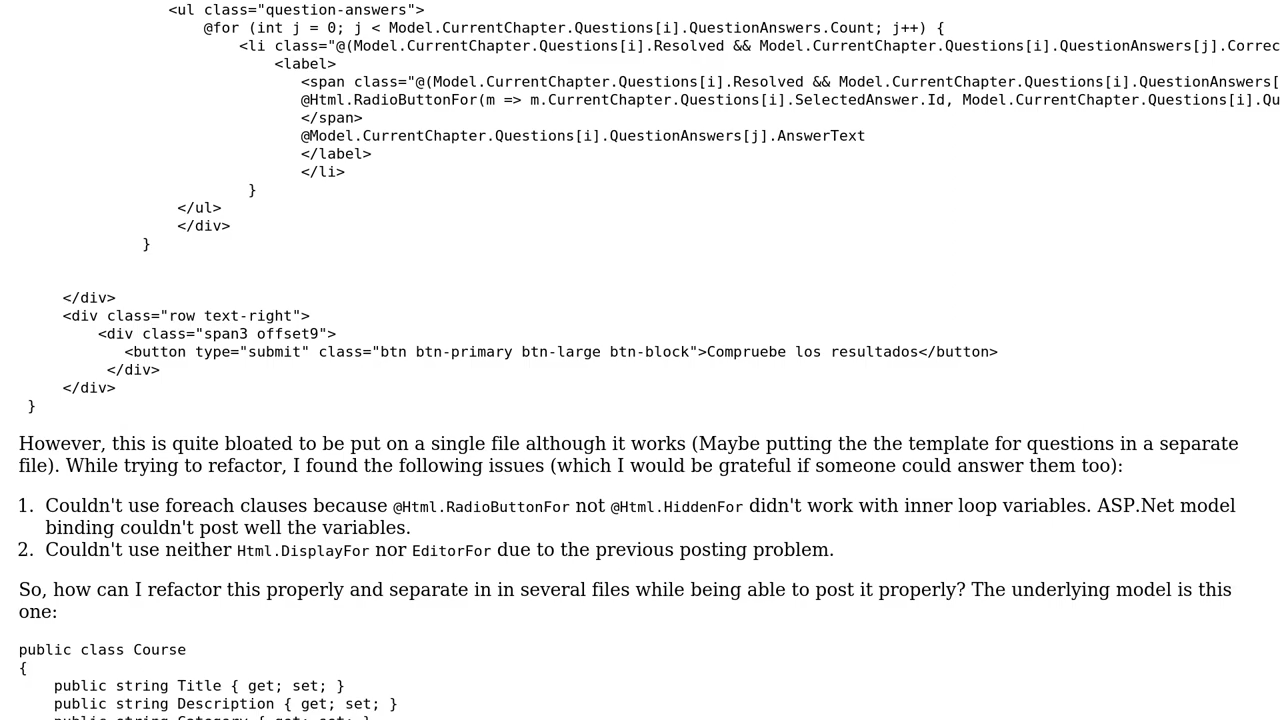 <ul class="question-answers">
@for (int j = 0; j < Model.CurrentChapter.Questions[i].QuestionAnswers.Count; j++) {
<li class="@(Model.CurrentChapter.Questions[i].Resolved && Model.CurrentChapter.Questions[i].QuestionAnswers[j].Correc
<label>
<span class="@(Model.CurrentChapter.Questions[i].Resolved && Model.CurrentChapter.Questions[i].QuestionAnswers[
@Html.RadioButtonFor(m => m.CurrentChapter.Questions[i].SelectedAnswer.Id, Model.CurrentChapter.Questions[i].Qu
</span>
@Model.CurrentChapter.Questions[i].QuestionAnswers[j].AnswerText
</label>
</li>
}
</ul>
</div>
}
</div>
<div class="row text-right">
<div class="span3 offset9">
<button type="submit" class="btn btn-primary btn-large btn-block">Compruebe los resultados</button>
</div>
</div>
}
However, this is quite bloated to be put on a single file although it works (Maybe putting the the template for questions in a separate
file). While trying to refactor, I found the following issues (which I would be grateful if someone could answer them too):
1. Couldn't use foreach clauses because @Html.RadioButtonFor not @Html.HiddenFor didn't work with inner loop variables. ASP.Net model
binding couldn't post well the variables.
2. Couldn't use neither Html.DisplayFor nor EditorFor due to the previous posting problem.
So, how can I refactor this properly and separate in in several files while being able to post it properly? The underlying model is this
one:
public class Course
{
public string Title { get; set; }
public string Description { get; set; }
public string Category { get; set; }